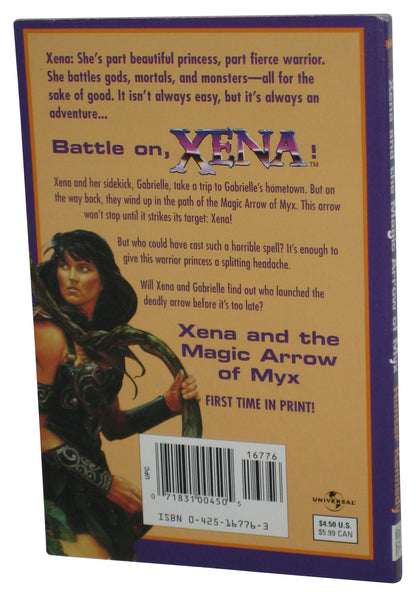 Xena: She's part beautiful princess, part fierce warrior.
She battles gods, mortals, and monsters—all for the
sake of good. It isn't always easy, but it's always an
adventure...
Battle on, XENA!
TM
Xena and her sidekick, Gabrielle, take a trip to Gabrielle's hometown. But on
the way back, they wind up in the path of the Magic Arrow of Myx. This arrow
won't stop until it strikes its target: Xena!
But who could have cast such a horrible spell? It's enough to
give this warrior princess a splitting headache.
Will Xena and Gabrielle find out who launched the
deadly arrow before it's too late?
Xena and the
Magic Arrow
of Myx
FIRST TIME IN PRINT!
16776
UPC
0 71831 00450 5
ISBN 0-425-16776-3
UNIVERSAL
$4.50 U.S.
$5.99 CAN
Xena and the Magic Arrow of Myx
Kennedy